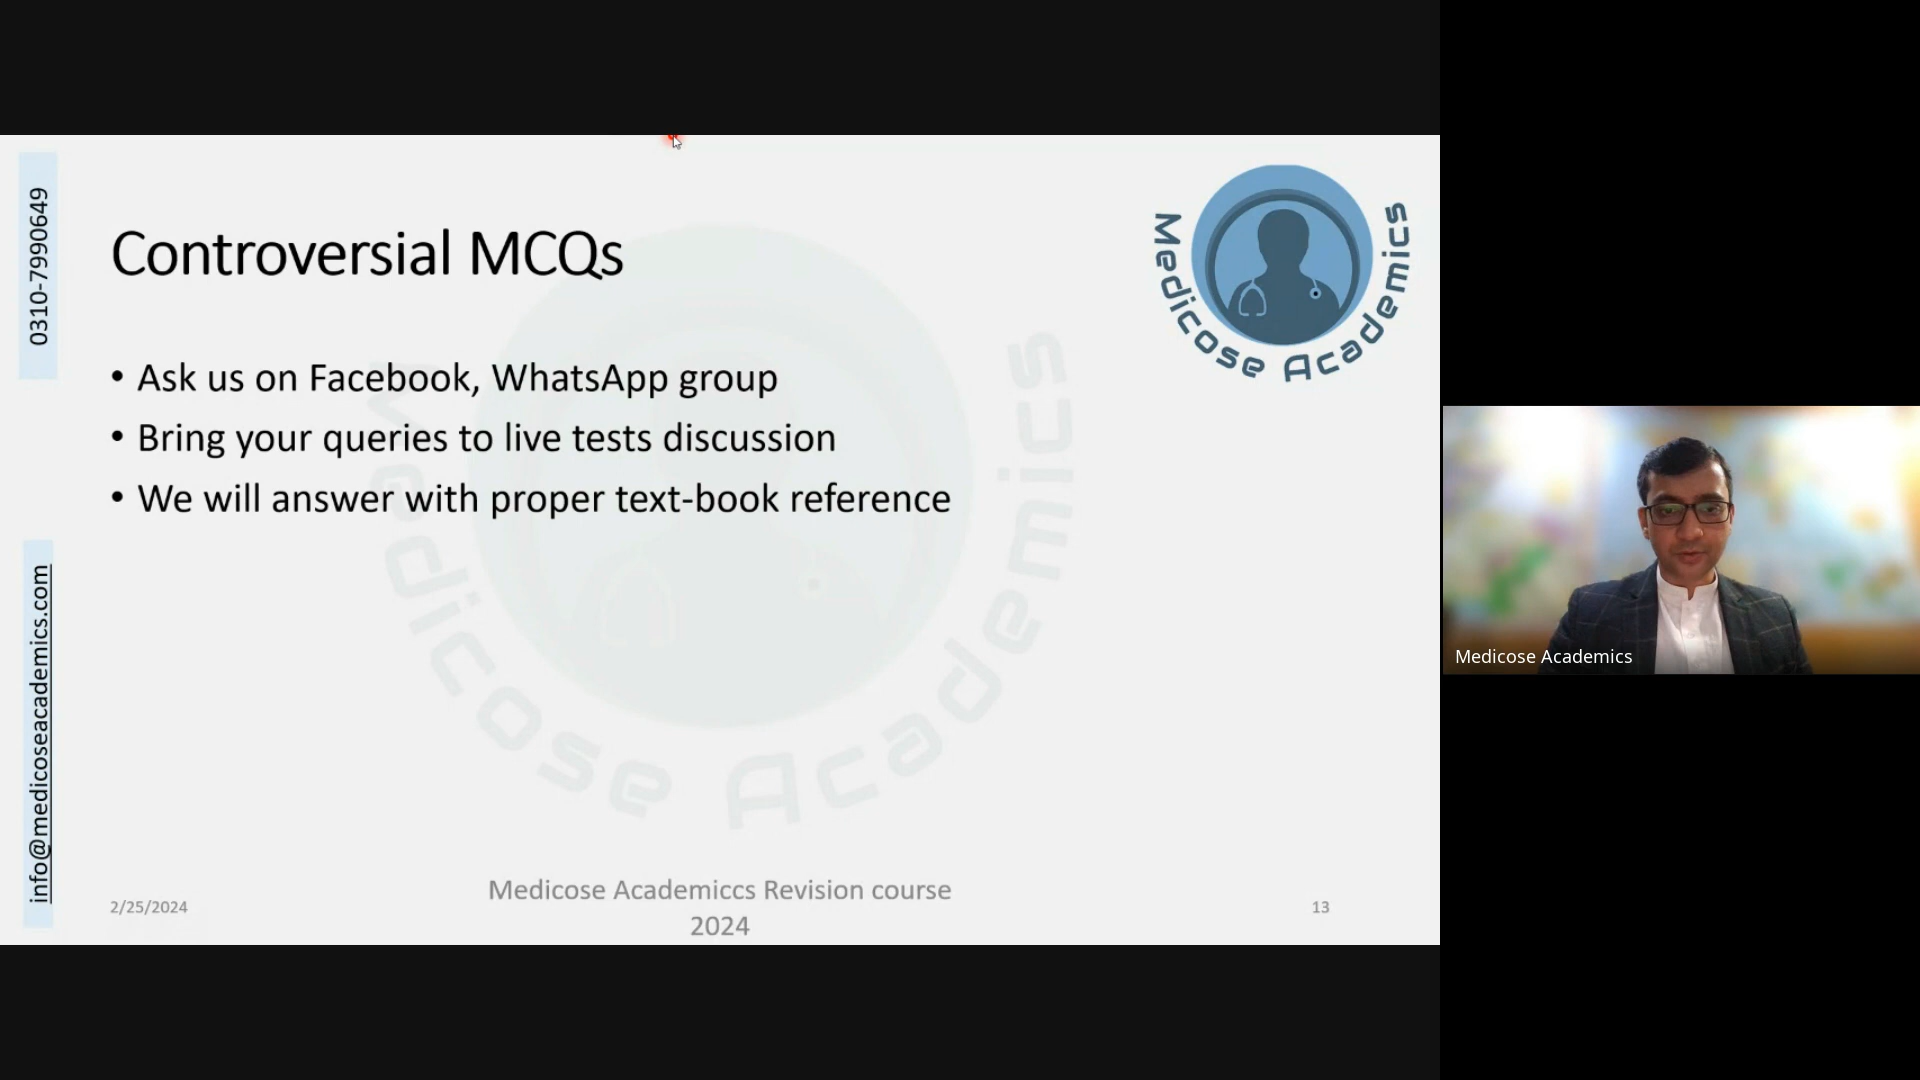 0310-7990649
Medicose Academics
Controversial MCQs
• Ask us on Facebook, WhatsApp group
• Bring your queries to live tests discussion
• We will answer with proper text-book reference
Medicose Academics
info@medicoseacademics.com
2/25/2024
Medicose Academiccs Revision course
2024
13
Medicose Academics